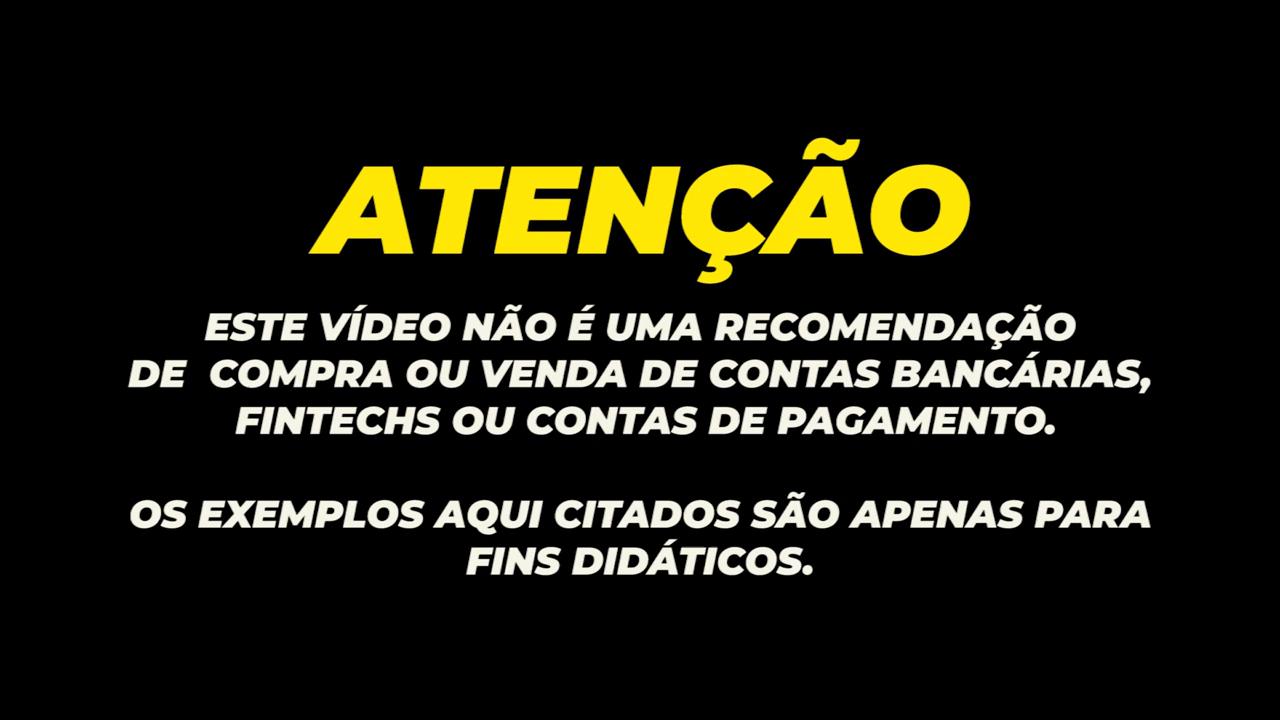 ATENÇÃO
ESTE VÍDEO NÃO É UMA RECOMENDAÇÃO
DE COMPRA OU VENDA DE CONTAS BANCÁRIAS,
FINTECHS OU CONTAS DE PAGAMENTO.
OS EXEMPLOS AQUI CITADOS SÃO APENAS PARA
FINS DIDÁTICOS.